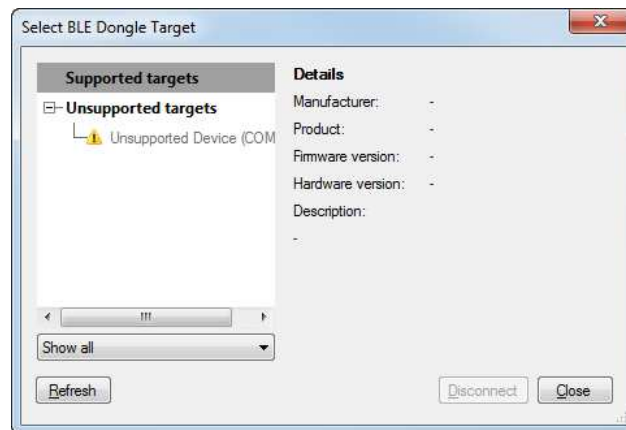 Select BLE Dongle Target
Supported targets
Unsupported targets
Unsupported Device (COM
Show all
Refresh
Details
Manufacturer: -
Product: -
Firmware version: -
Hardware version: -
Description:
-
Disconnect
Close